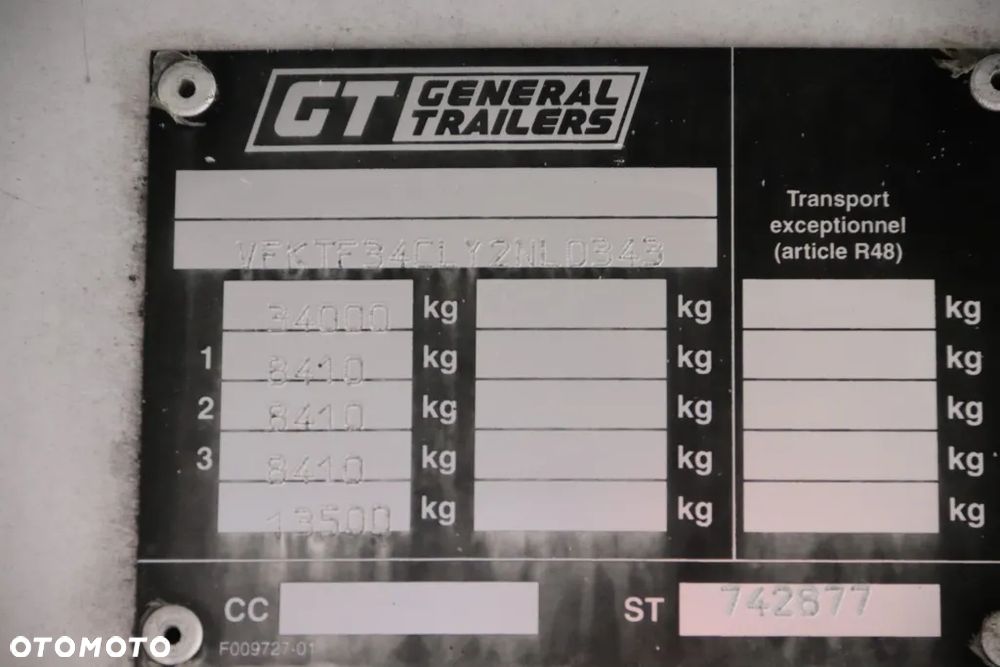 GT GENERAL
TRAILERS
VFKTF34CLY2NL0343
Transport
exceptionnel
(article R48)
34000 kg kg kg
1 8410 kg kg kg
2 8410 kg kg kg
3 8410 kg kg kg
13500 kg kg kg
CC ST 742877
F009727-01
OTOMOTO